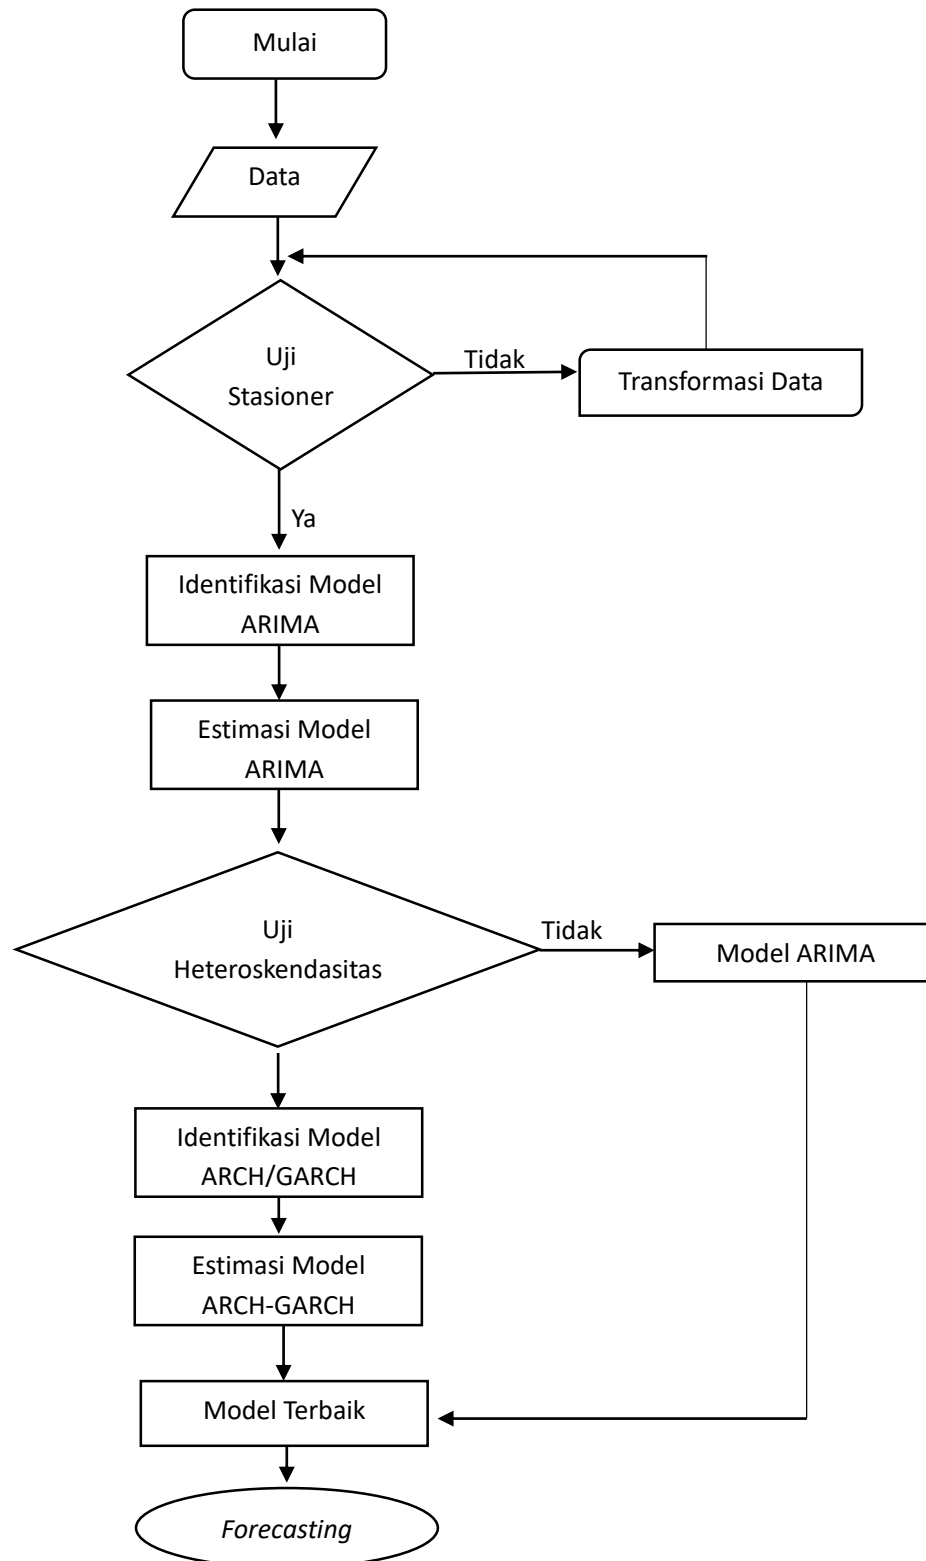 Mulai
Data
Uji
Stasioner
Tidak
Transformasi Data
Ya
Identifikasi Model
ARIMA
Estimasi Model
ARIMA
Uji
Heteroskendasitas
Tidak
Model ARIMA
Identifikasi Model
ARCH/GARCH
Estimasi Model
ARCH-GARCH
Model Terbaik
Forecasting